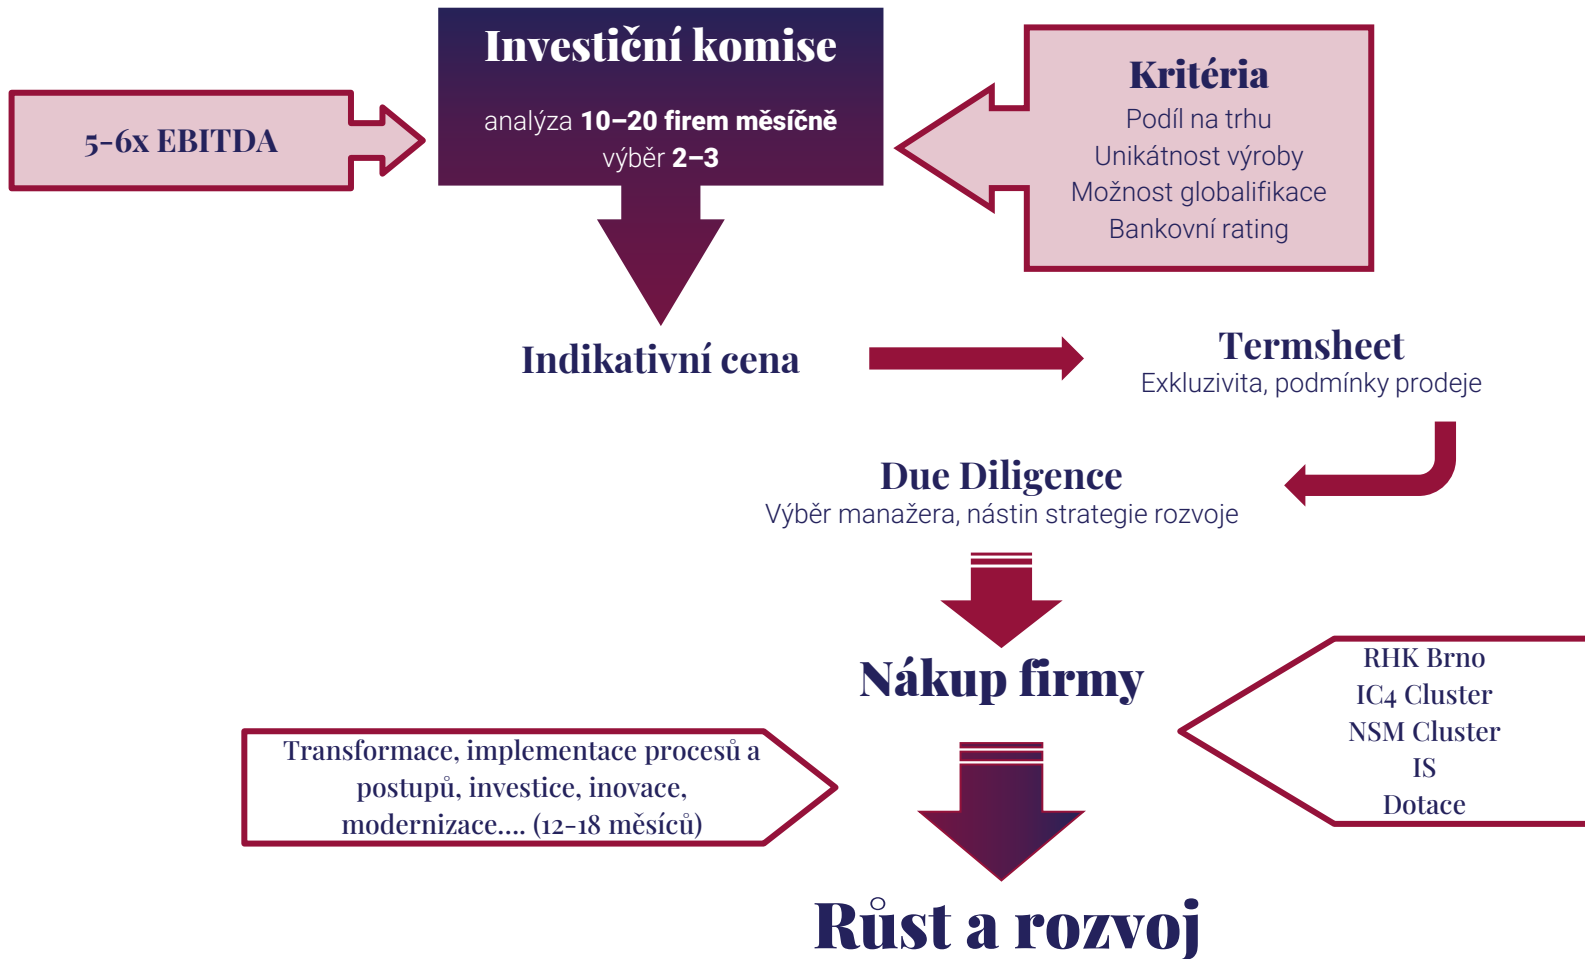 Investiční komise
analýza 10–20 firem měsíčně
výběr 2–3
5-6x EBITDA
Kritéria
Podíl na trhu
Unikátnost výroby
Možnost globalifikace
Bankovní rating
Indikativní cena
Termsheet
Exkluzivita, podmínky prodeje
Due Diligence
Výběr manažera, nástin strategie rozvoje
Nákup firmy
RHK Brno
IC4 Cluster
NSM Cluster
IS
Dotace
Transformace, implementace procesů a
postupů, investice, inovace,
modernizace.... (12-18 měsíců)
Růst a rozvoj